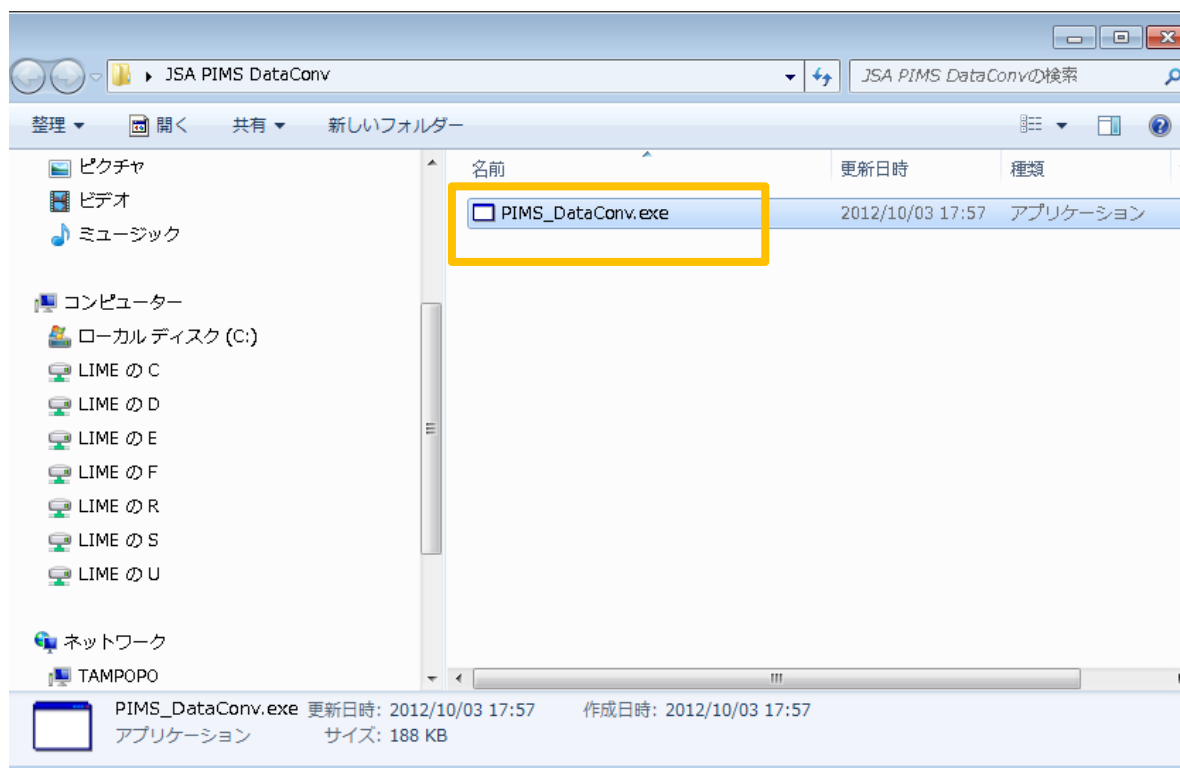 JSA PIMS DataConv
JSA PIMS DataConvの検索
整理 開く 共有 新しいフォルダー
名前 更新日時 種類
PIMS_DataConv.exe 2012/10/03 17:57 アプリケーション
ピクチャ
ビデオ
ミュージック
コンピューター
ローカル ディスク (C:)
LIME の C
LIME の D
LIME の E
LIME の F
LIME の R
LIME の S
LIME の U
ネットワーク
TAMPOPO
PIMS_DataConv.exe 更新日時: 2012/10/03 17:57 作成日時: 2012/10/03 17:57
アプリケーション サイズ: 188 KB